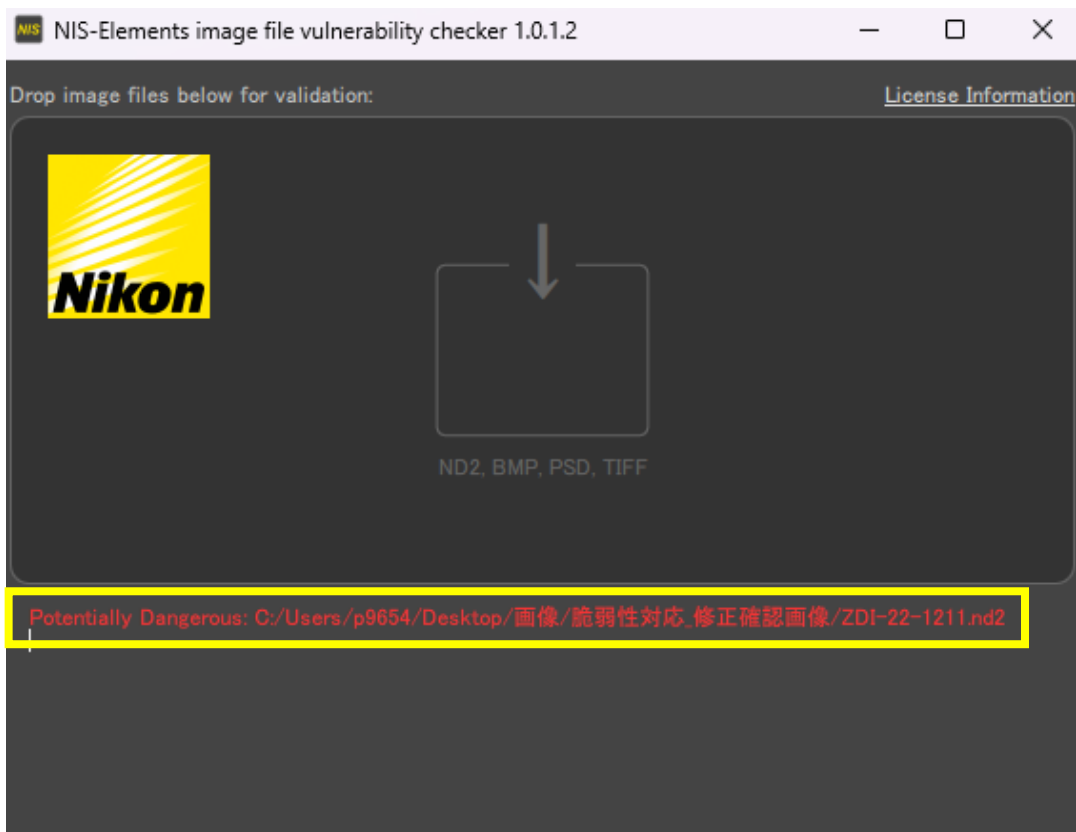 NIS NIS-Elements image file vulnerability checker 1.0.1.2
Drop image files below for validation: License Information
Nikon
ND2, BMP, PSD, TIFF
Potentially Dangerous: C:/Users/p9654/Desktop/画像/脆弱性対応_修正確認画像/ZDI-22-1211.nd2